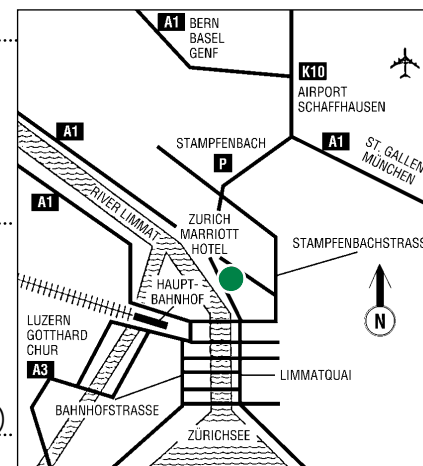 A1
BERN
BASEL
GENF
K10
AIRPORT
SCHAFFHAUSEN
A1
STAMPFENBACH
P
A1
ST. GALLEN
MÜNCHEN
A1
RIVER LIMMAT
ZURICH
MARRIOTT
HOTEL
STAMPFENBACHSTRASS
HAUPT-
BAHNHOF
N
LUZERN
GOTTHARD
CHUR
A3
LIMMATQUAI
BAHNHOFSTRASSE
ZÜRICHSEE
)